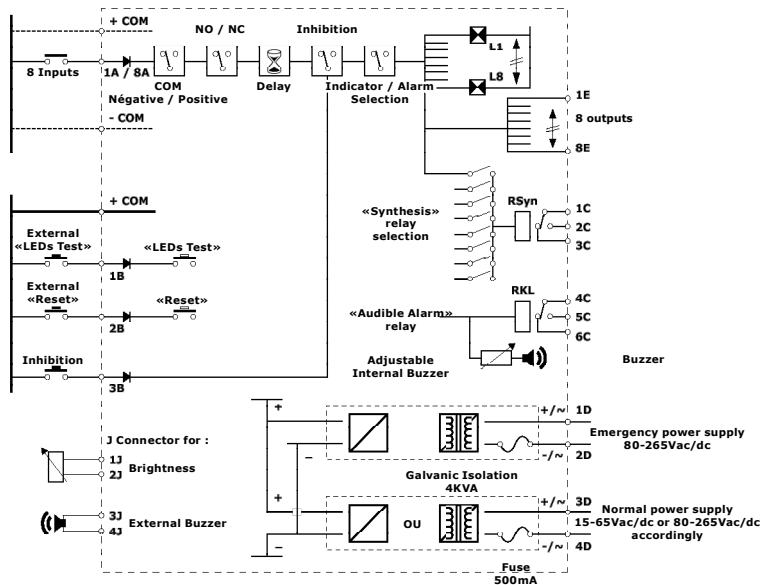 + COM
NO / NC
Inhibition
L1
8 Inputs
1A / 8A
COM
Négative / Positive
Delay
Indicator / Alarm
Selection
L8
1E
8 outputs
8E
- COM
+ COM
«Synthesis»
relay
selection
RSyn
1C
2C
3C
External
«LEDs Test»
«LEDs Test»
1B
External
«Reset»
«Reset»
2B
RKL
4C
5C
6C
«Audible Alarm»
relay
Inhibition
3B
Adjustable
Internal Buzzer
Buzzer
+
+/~
1D
Emergency power supply
80-265Vac/dc
-/~
2D
–
J Connector for :
1J
2J
Brightness
Galvanic Isolation
4KVA
3J
4J
External Buzzer
+
OU
+/~
3D
Normal power supply
15-65Vac/dc or 80-265Vac/dc
accordingly
–
-/~
4D
Fuse
500mA